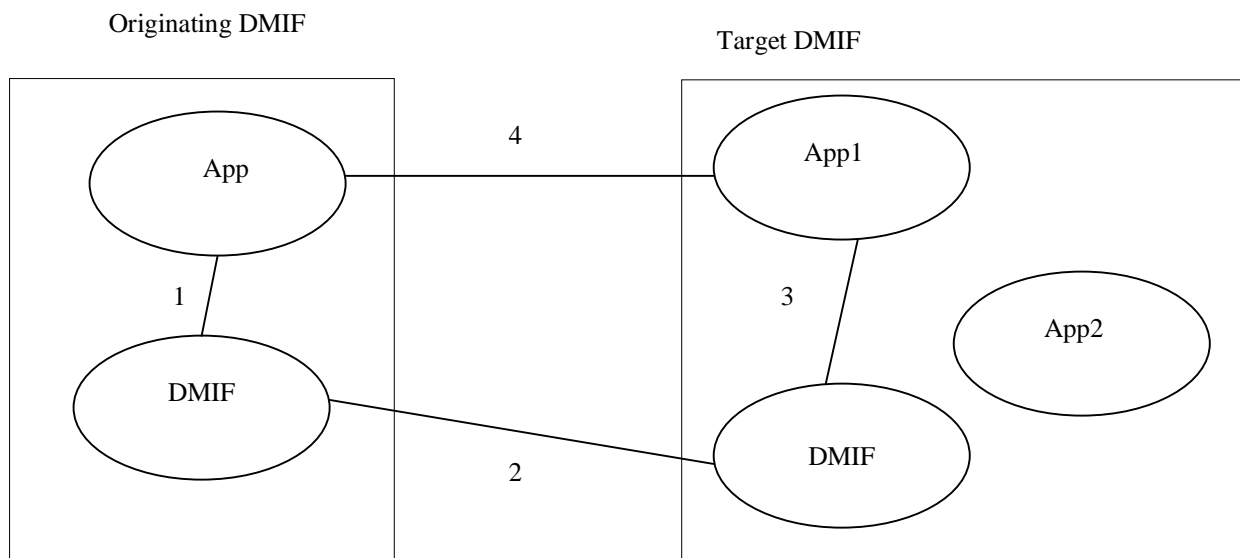 Originating DMIF
Target DMIF
4
App
App1
1
3
App2
DMIF
DMIF
2